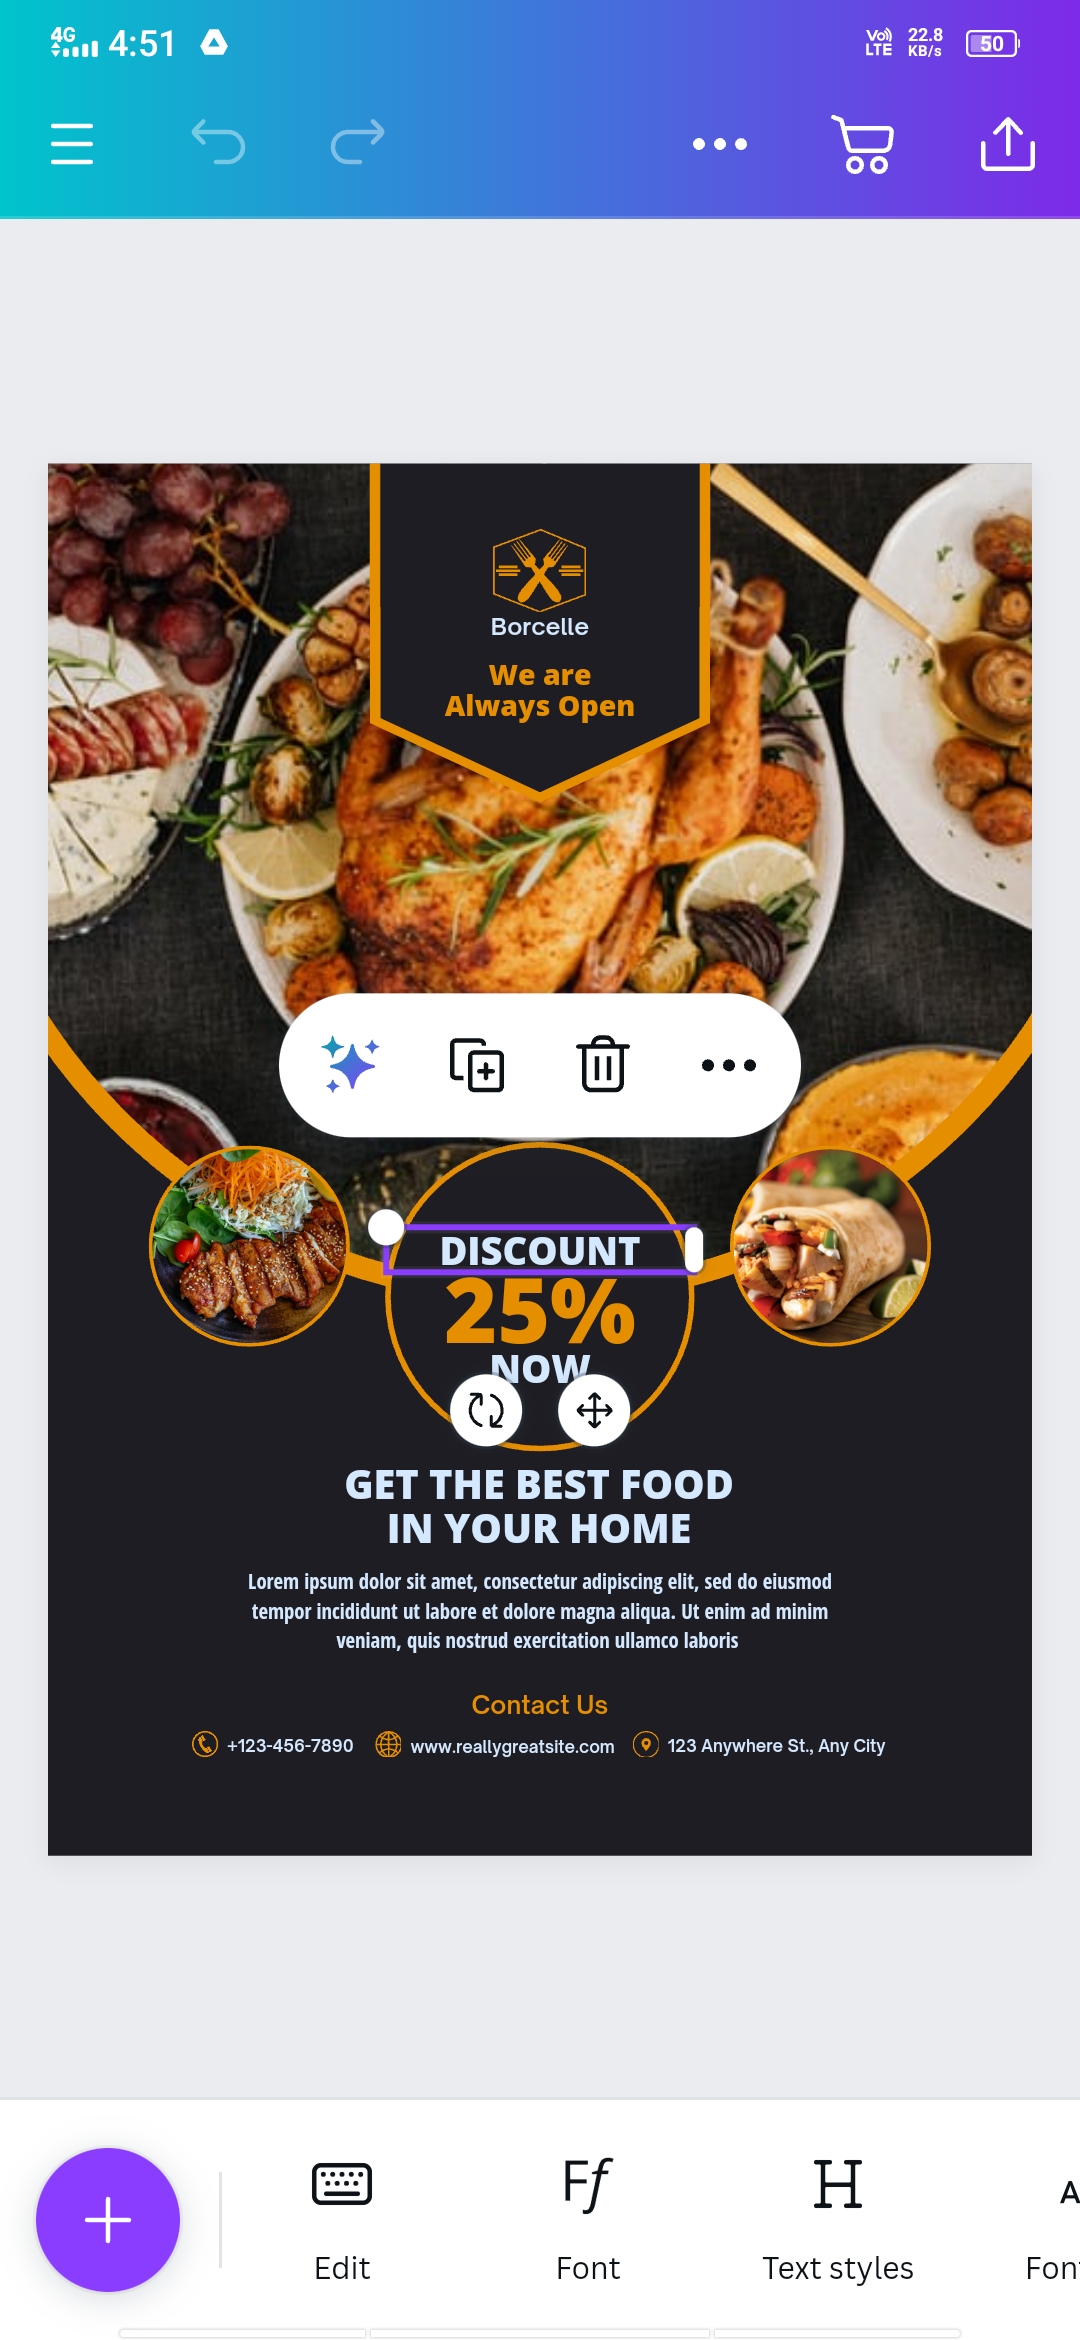 4G 4:51 Vo) LTE 22.8 KB/s 50
Borcelle
We are
Always Open
DISCOUNT
25%
NOW
GET THE BEST FOOD
IN YOUR HOME
Lorem ipsum dolor sit amet, consectetur adipiscing elit, sed do eiusmod
tempor incididunt ut labore et dolore magna aliqua. Ut enim ad minim
veniam, quis nostrud exercitation ullamco laboris
Contact Us
+123-456-7890 www.reallygreatsite.com 123 Anywhere St., Any City
Ff H A
Edit Font Text styles Font